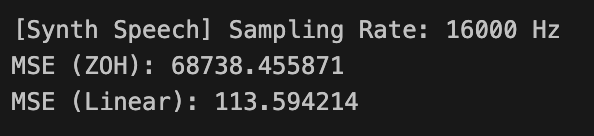 [Synth Speech] Sampling Rate: 16000 Hz
MSE (ZOH): 68738.455871
MSE (Linear): 113.594214